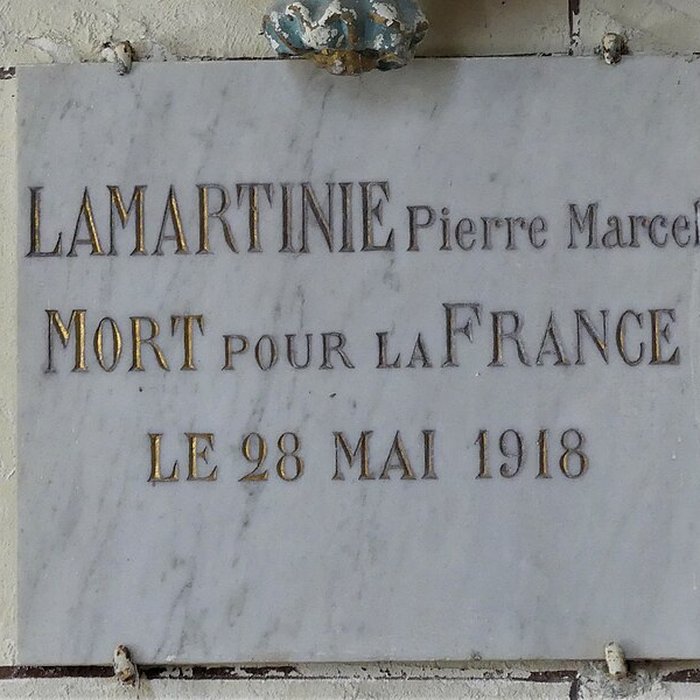 LAMARTINIE Pierre Marcel
MORT POUR LA FRANCE
LE 28 MAI 1918